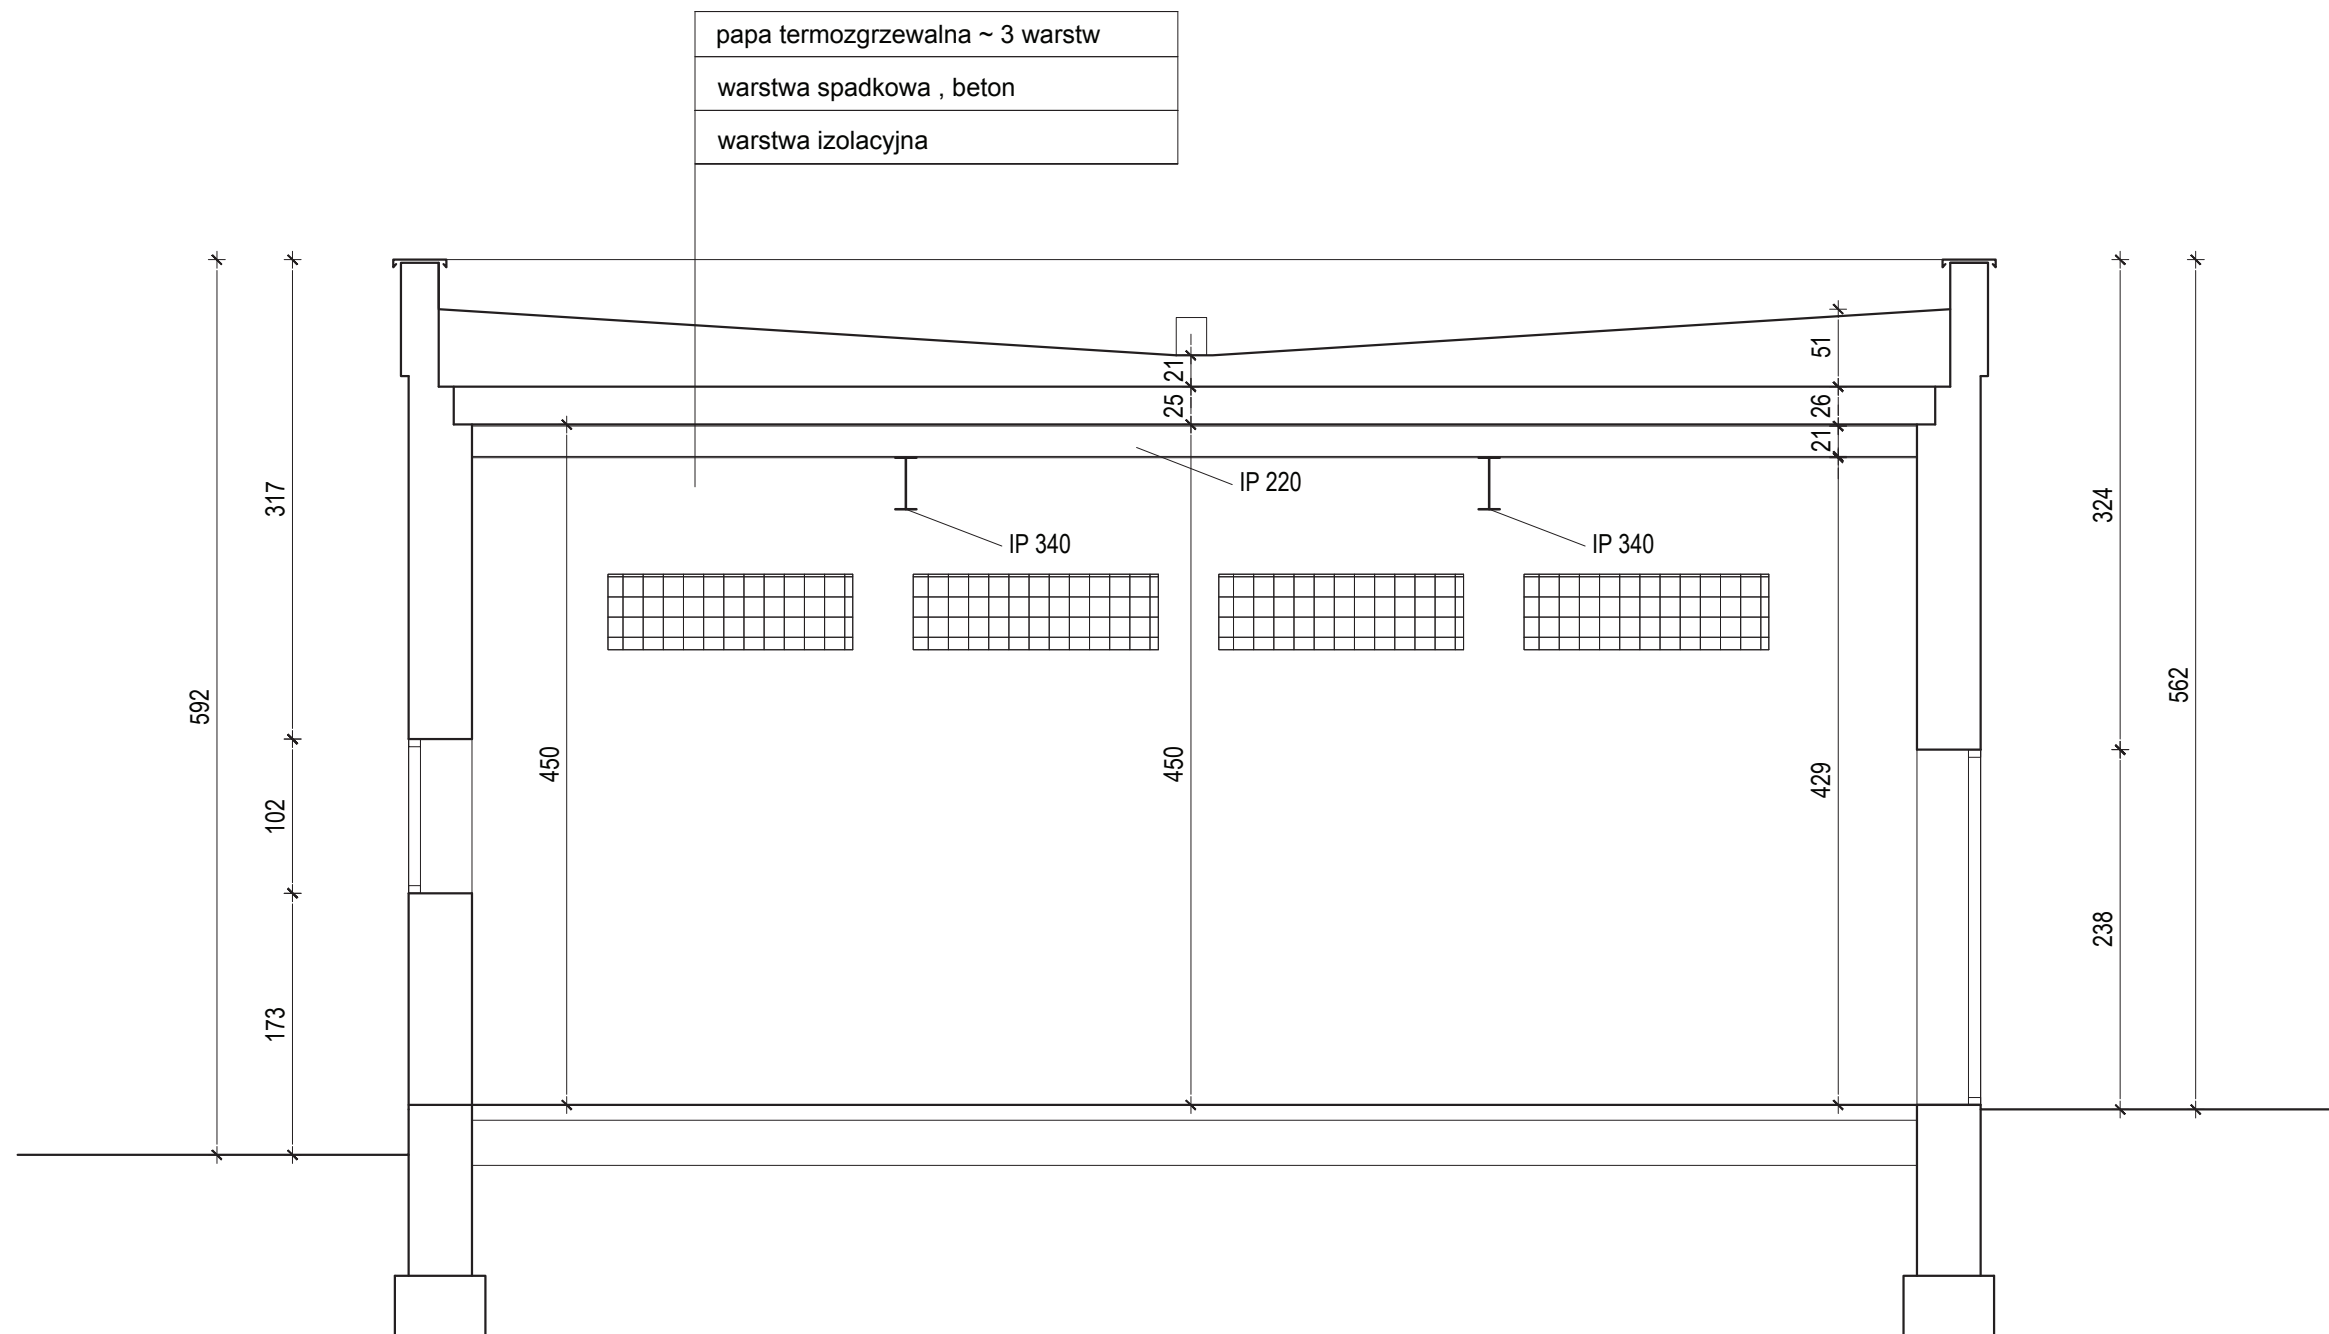 papa termozgrzewalna ~ 3 warstw
warstwa spadkowa , beton
warstwa izolacyjna
51
21
25
26
21
IP 220
317
324
IP 340
IP 340
592
562
450
450
429
102
238
173